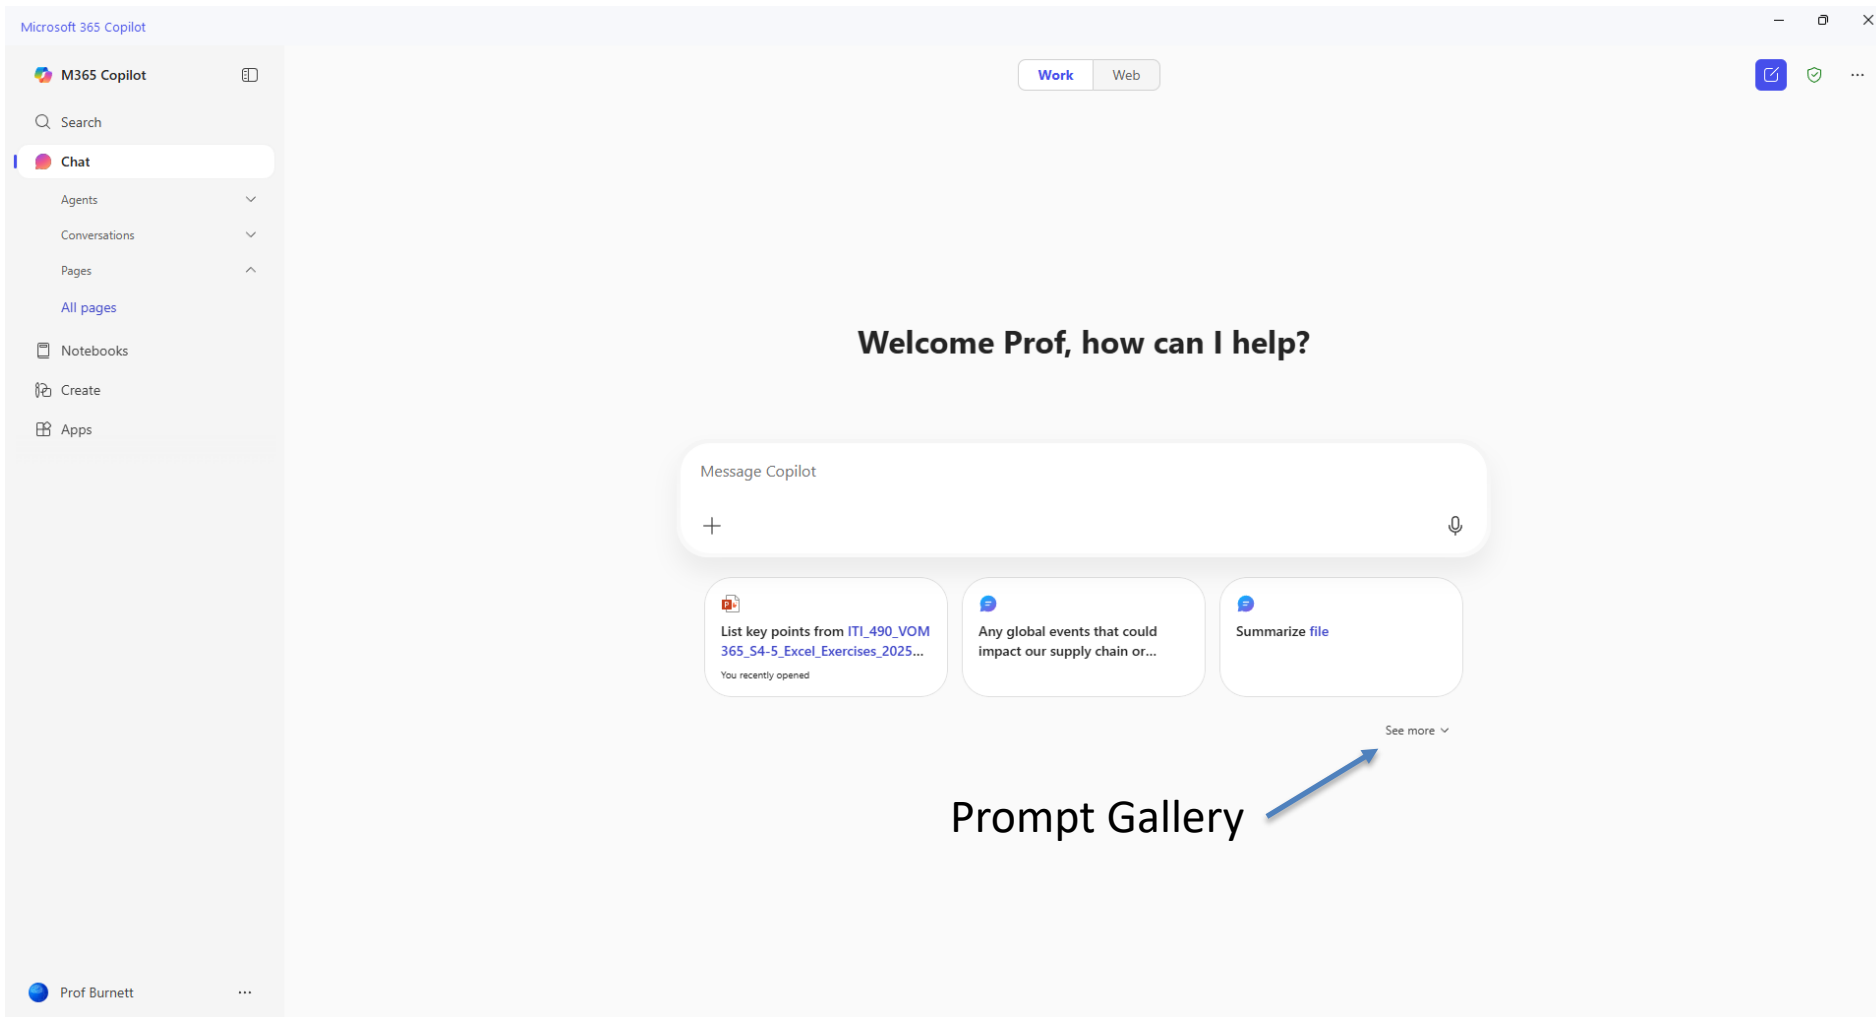 Microsoft 365 Copilot
M365 Copilot
Work
Web
Search
Chat
Agents
Conversations
Pages
All pages
Notebooks
Create
Apps
Welcome Prof, how can I help?
Message Copilot
List key points from ITI_490_VOM
365_S4-5_Excel_Exercises_2025...
You recently opened
Any global events that could
impact our supply chain or...
Summarize file
See more
Prompt Gallery
Prof Burnett